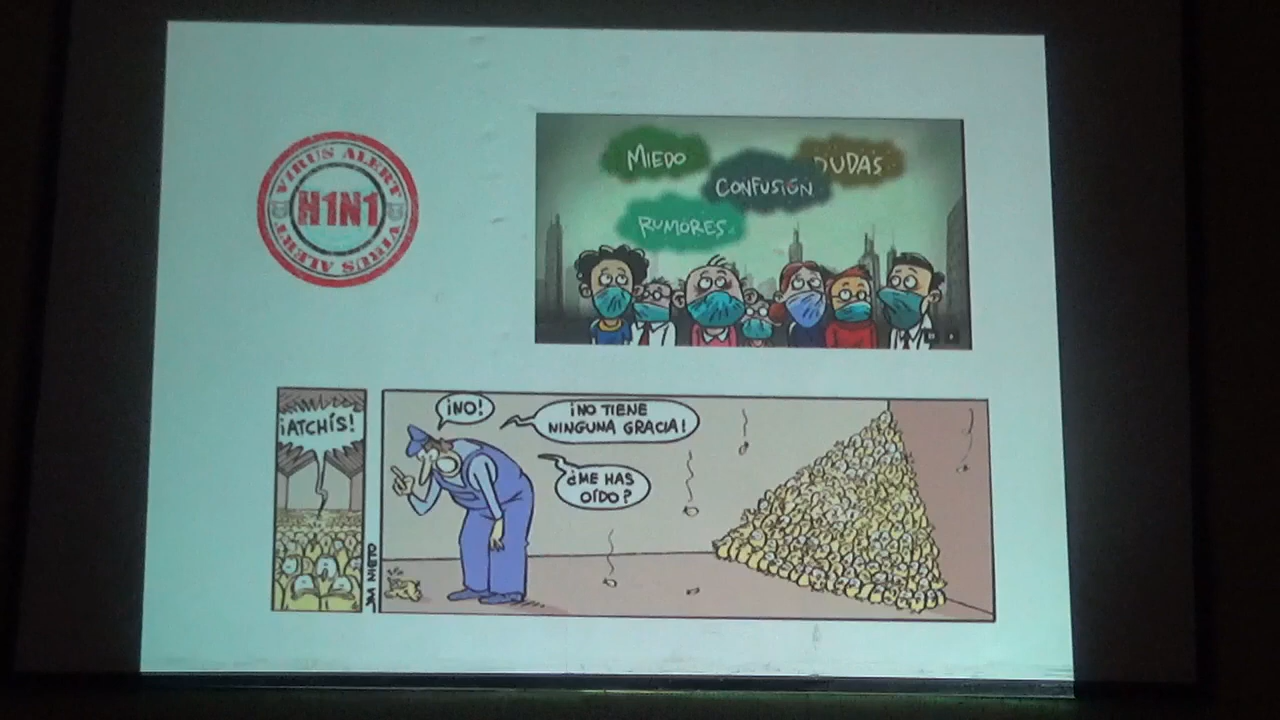 VIRUS ALERT
H1N1
VIRUS ALERT
MIEDO
DUDAS
CONFUSIÓN
RUMORES
¡ATCHÍS!
¡NO!
¡NO TIENE
NINGUNA GRACIA!
¿ME HAS
OÍDO?
JM NIETO